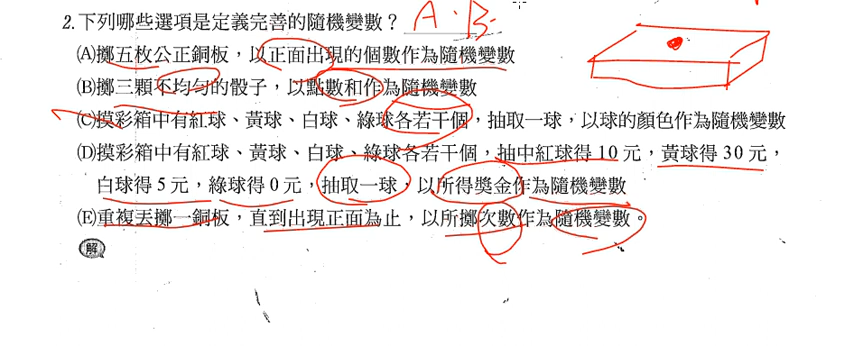 2.下列哪些選項是定義完善的隨機變數? A.B.
(A)擲五枚公正銅板,以正面出現的個數作為隨機變數
(B)擲三顆不均勻的骰子,以點數和作為隨機變數
(C)摸彩箱中有紅球、黃球、白球、綠球各若干個,抽取一球,以球的顏色作為隨機變數
(D)摸彩箱中有紅球、黃球、白球、綠球各若干個,抽中紅球得 10 元,黃球得 30 元,
白球得 5 元,綠球得 0 元,抽取一球,以所得獎金作為隨機變數
(E)重複丟擲一銅板,直到出現正面為止,以所擲次數作為隨機變數。
解